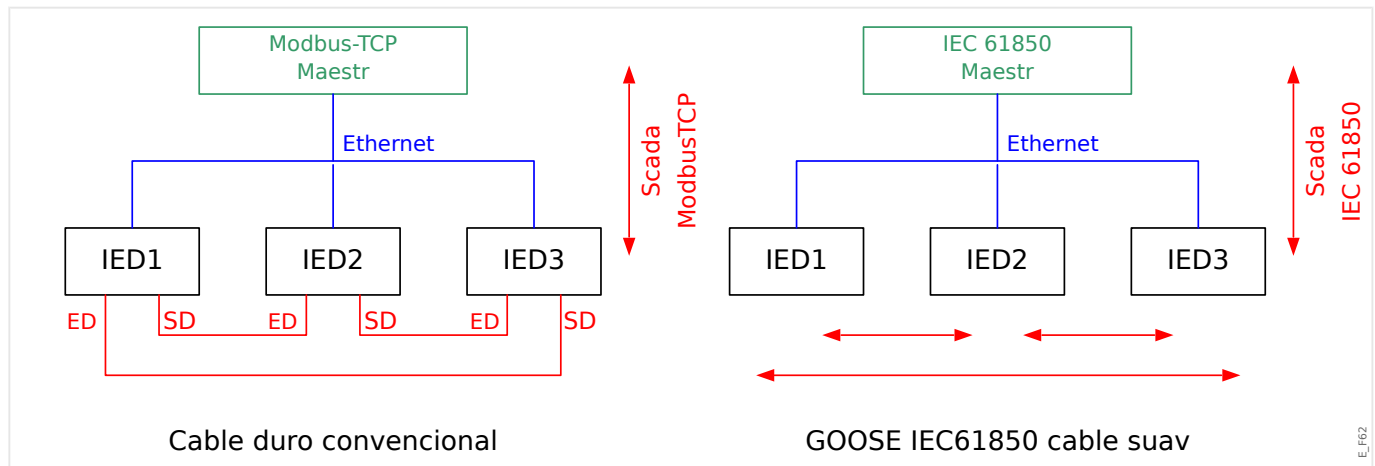 Modbus-TCP
Maestr
Ethernet
Scada
ModbusTCP
IED1
IED2
IED3
ED
SD
ED
SD
ED
SD
Cable duro convencional
IEC 61850
Maestr
Ethernet
Scada
IEC 61850
IED1
IED2
IED3
GOOSE IEC61850 cable suav
E_F62